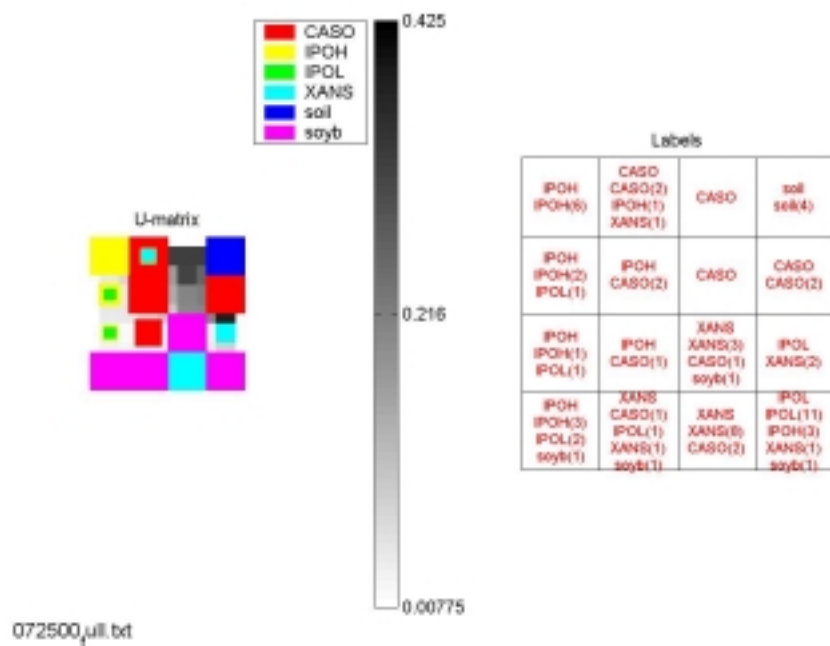 0.425
CASO
IPOH
IPOL
XANS
soil
soyb
Labels
IPOH
IPOH(6)
CASO
CASO(2)
IPOH(1)
XANS(1)
CASO
soil
soil(4)
U-matrix
IPOH
IPOH(2)
IPOL(1)
IPOH
CASO(2)
CASO
CASO
CASO(2)
0.216
IPOH
IPOH(1)
IPOL(1)
IPOH
CASO(1)
XANS
XANS(3)
CASO(1)
soyb(1)
IPOL
XANS(2)
IPOH
IPOH(3)
IPOL(2)
soyb(1)
XANS
CASO(1)
IPOL(1)
XANS(1)
soyb(1)
XANS
CASO(2)
IPOL
IPOL(11)
IPOH(3)
XANS(1)
soyb(1)
0.00775
072500full.txt